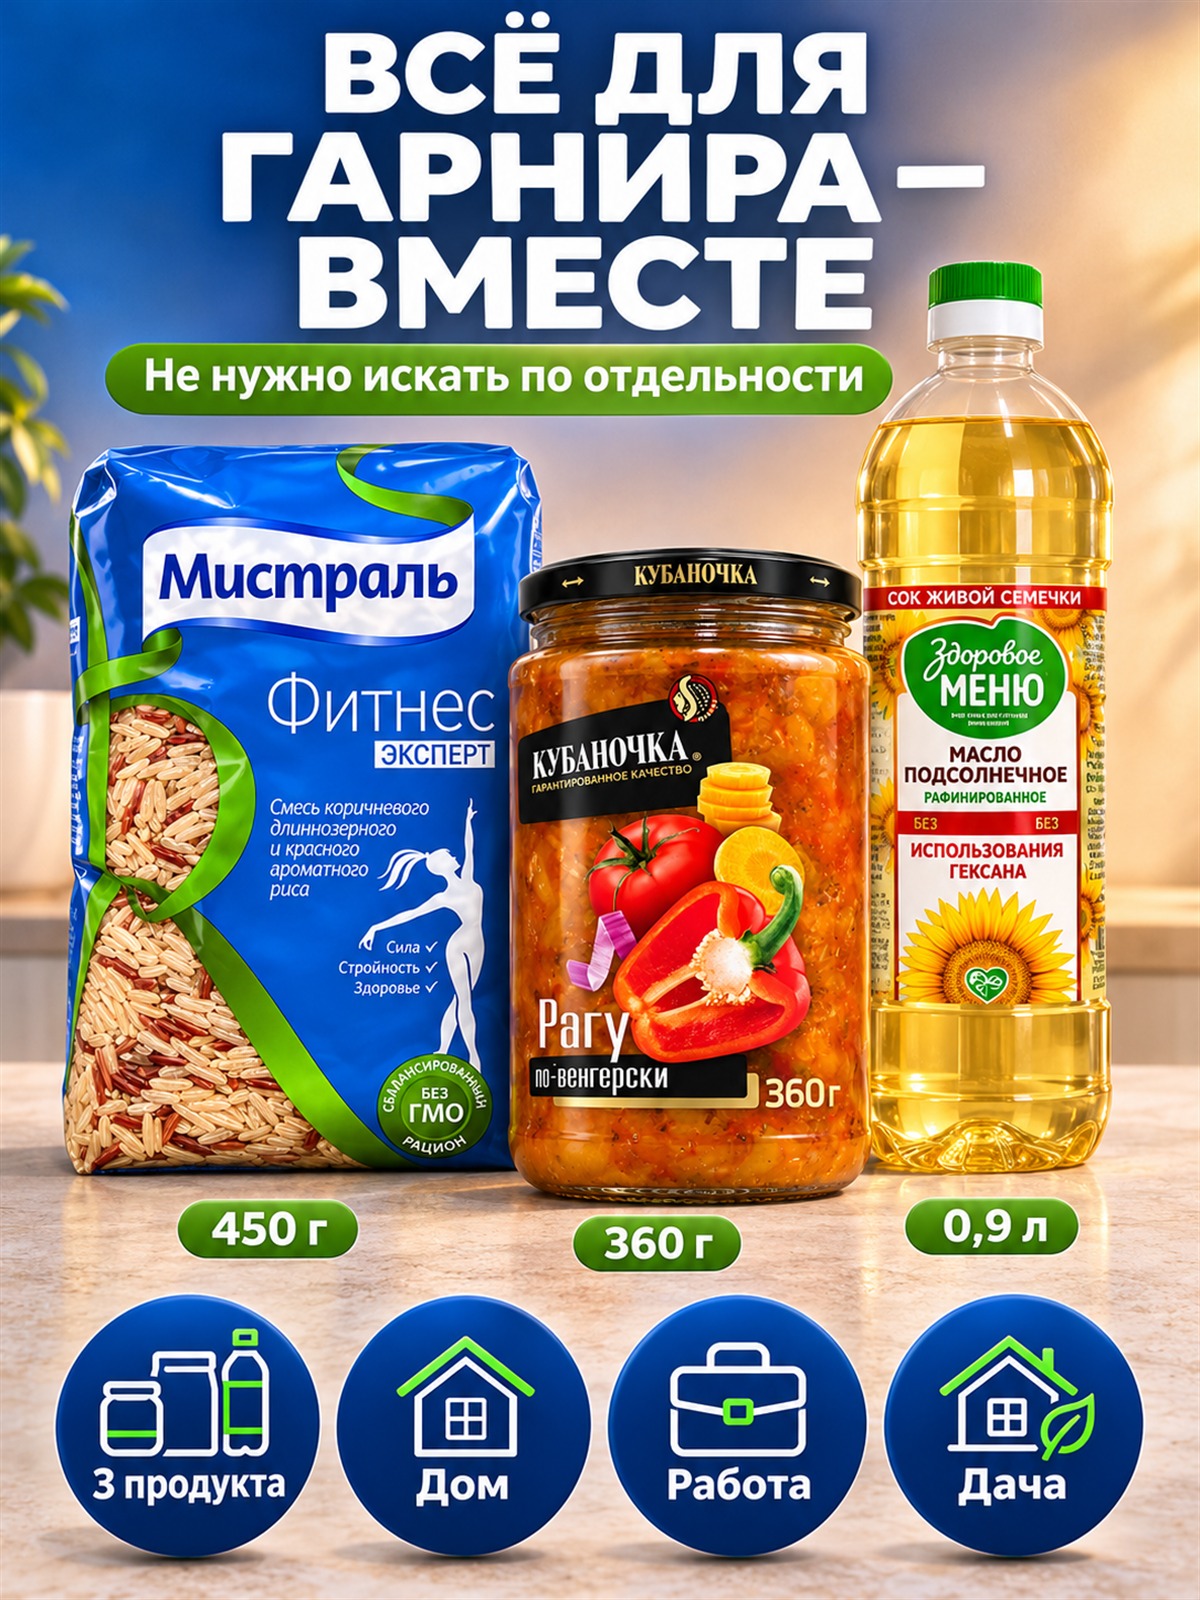 ВСЁ ДЛЯ
ГАРНИРА –
ВМЕСТЕ
Не нужно искать по отдельности
Мистраль
Фитнес
ЭКСПЕРТ
Смесь коричневого
длиннозерного
и красного
ароматного
риса
Сила ✓
Стройность ✓
Здоровье ✓
СБАЛАНСИРОВАННЫЙ
БЕЗ
ГМО
РАЦИОН
КУБАНОЧКА
КУБАНОЧКА®
ГАРАНТИРОВАННОЕ КАЧЕСТВО
Рагу
по-венгерски
360г
СОК ЖИВОЙ СЕМЕЧКИ
Здоровое
МЕНЮ
МАСЛО
ПОДСОЛНЕЧНОЕ
РАФИНИРОВАННОЕ
БЕЗ БЕЗ
ИСПОЛЬЗОВАНИЯ
ГЕКСАНА
450 г
360 г
0,9 л
3 продукта
Дом
Работа
Дача